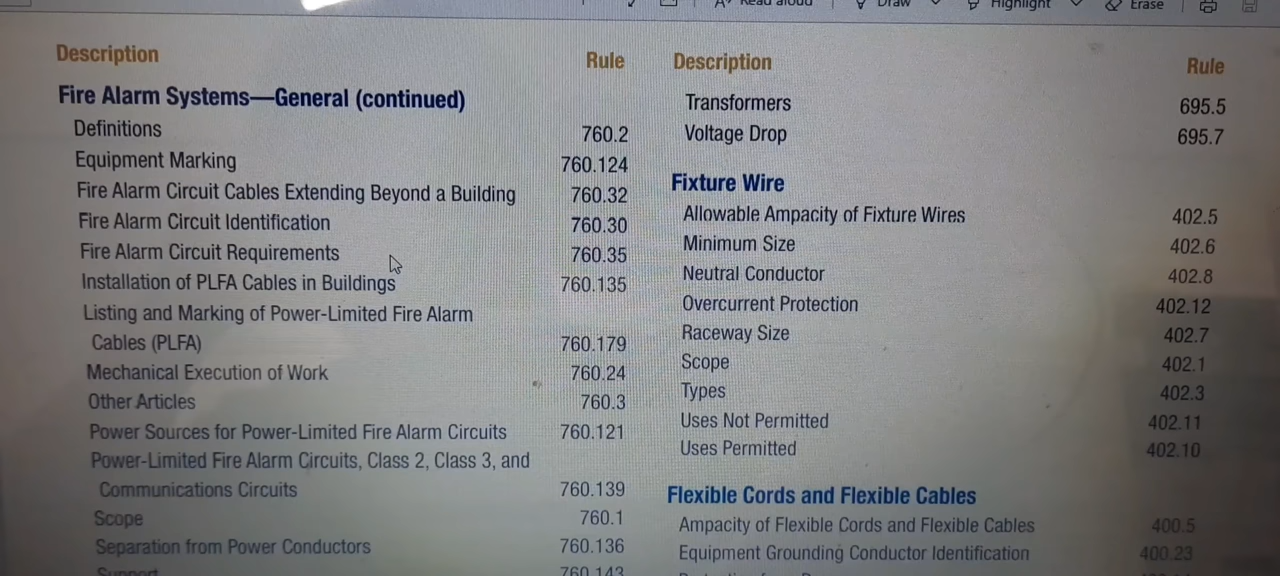 Read aloud
Draw
Highlight
Erase
Description Rule
Fire Alarm Systems—General (continued)
Definitions 760.2
Equipment Marking 760.124
Fire Alarm Circuit Cables Extending Beyond a Building 760.32
Fire Alarm Circuit Identification 760.30
Fire Alarm Circuit Requirements 760.35
Installation of PLFA Cables in Buildings 760.135
Listing and Marking of Power-Limited Fire Alarm
Cables (PLFA) 760.179
Mechanical Execution of Work 760.24
Other Articles 760.3
Power Sources for Power-Limited Fire Alarm Circuits 760.121
Power-Limited Fire Alarm Circuits, Class 2, Class 3, and
Communications Circuits 760.139
Scope 760.1
Separation from Power Conductors 760.136
Support 760.143
Description Rule
Transformers 695.5
Voltage Drop 695.7
Fixture Wire
Allowable Ampacity of Fixture Wires 402.5
Minimum Size 402.6
Neutral Conductor 402.8
Overcurrent Protection 402.12
Raceway Size 402.7
Scope 402.1
Types 402.3
Uses Not Permitted 402.11
Uses Permitted 402.10
Flexible Cords and Flexible Cables
Ampacity of Flexible Cords and Flexible Cables 400.5
Equipment Grounding Conductor Identification 400.23